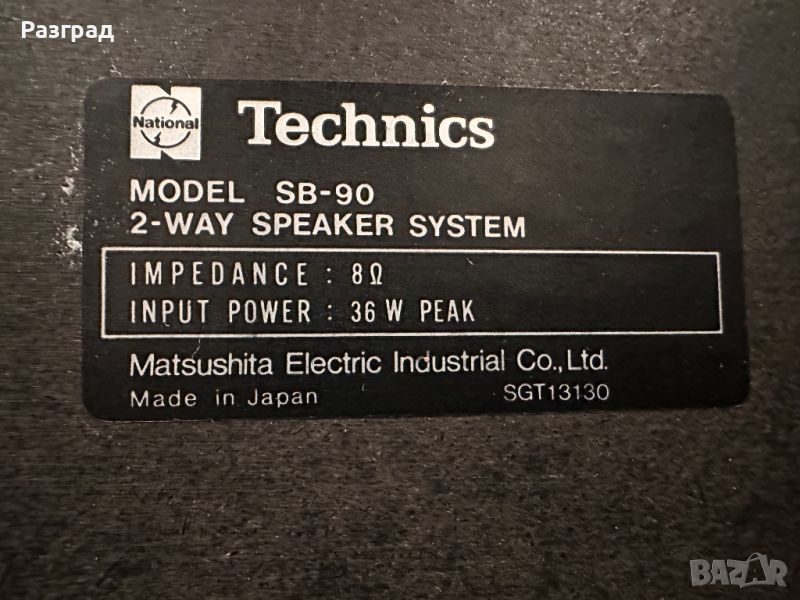 Разград
National
Technics
MODEL SB-90
2-WAY SPEAKER SYSTEM
IMPEDANCE : 8Ω
INPUT POWER : 36 W PEAK
Matsushita Electric Industrial Co., Ltd.
Made in Japan SGT13130
BAZAR